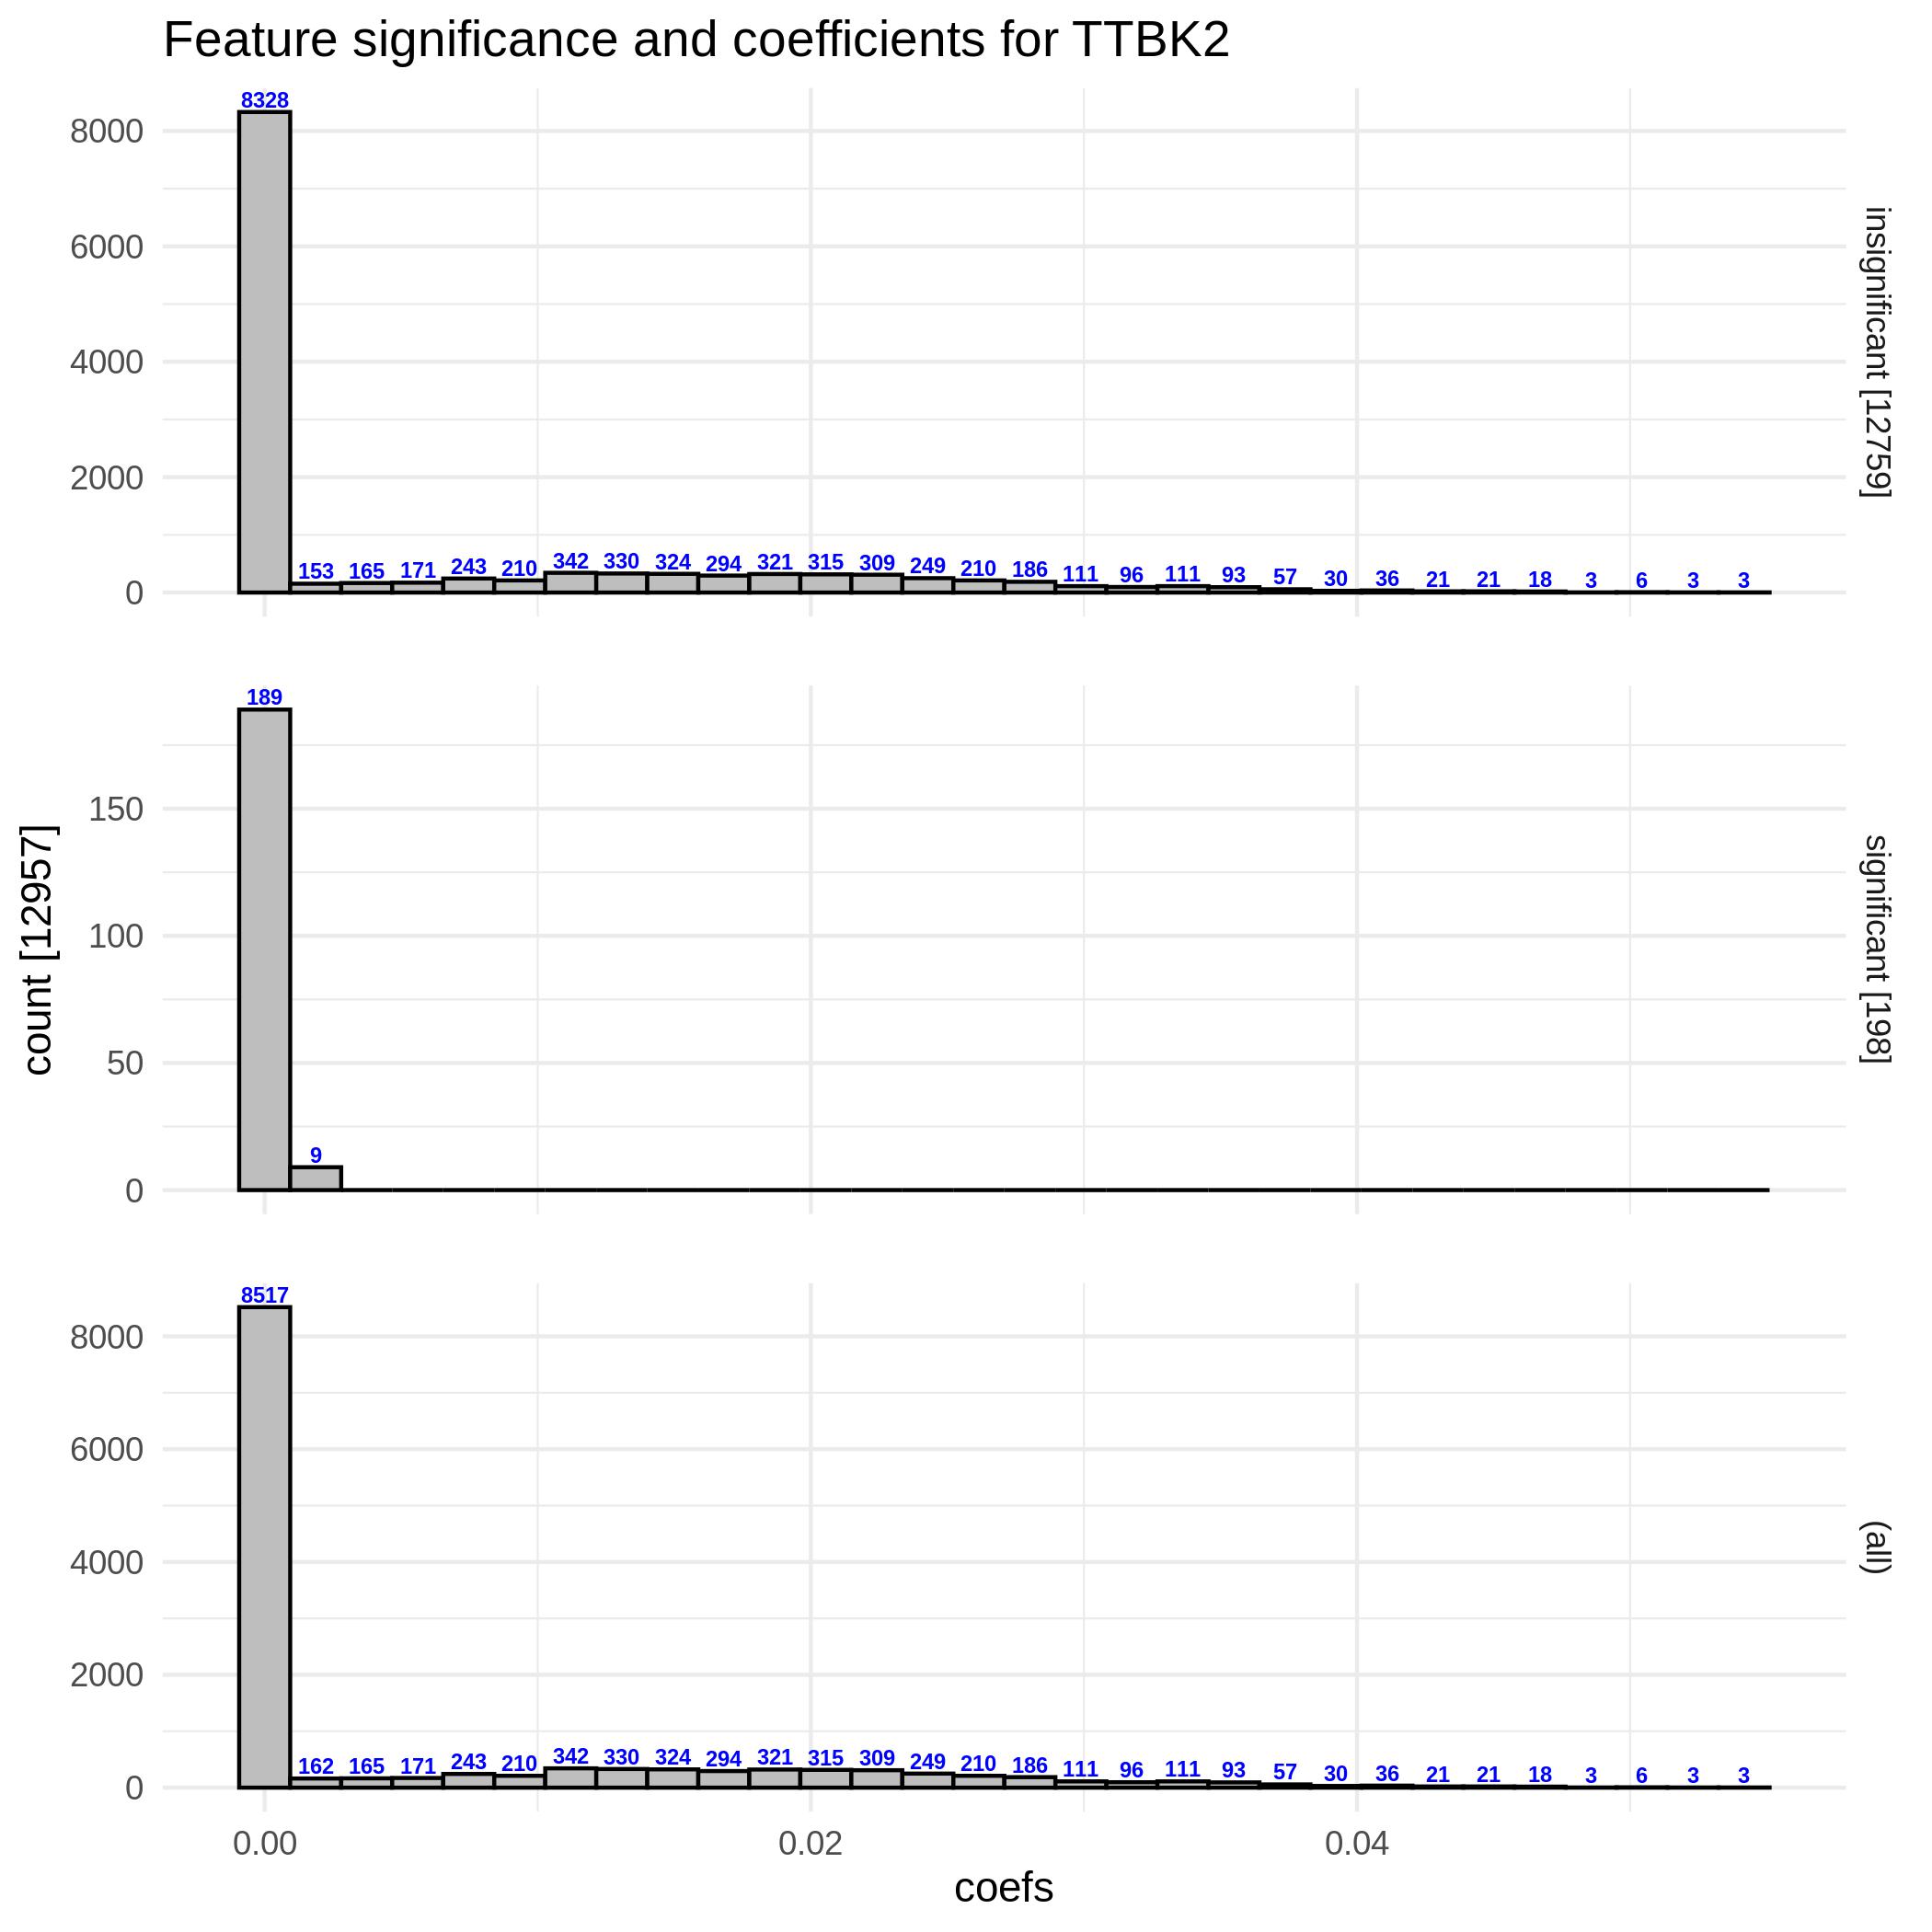 Feature significance and coefficients for TTBK2
count [12957]
8000
6000
4000
2000
0
8328
153 165 171 243 210 342 330 324 294 321 315 309 249 210 186 111 96 111 93 57 30 36 21 21 18 3 6 3 3
insignificant [12759]
150
100
50
0
189
9
significant [198]
8000
6000
4000
2000
0
8517
162 165 171 243 210 342 330 324 294 321 315 309 249 210 186 111 96 111 93 57 30 36 21 21 18 3 6 3 3
(all)
0.00 0.02 0.04
coefs